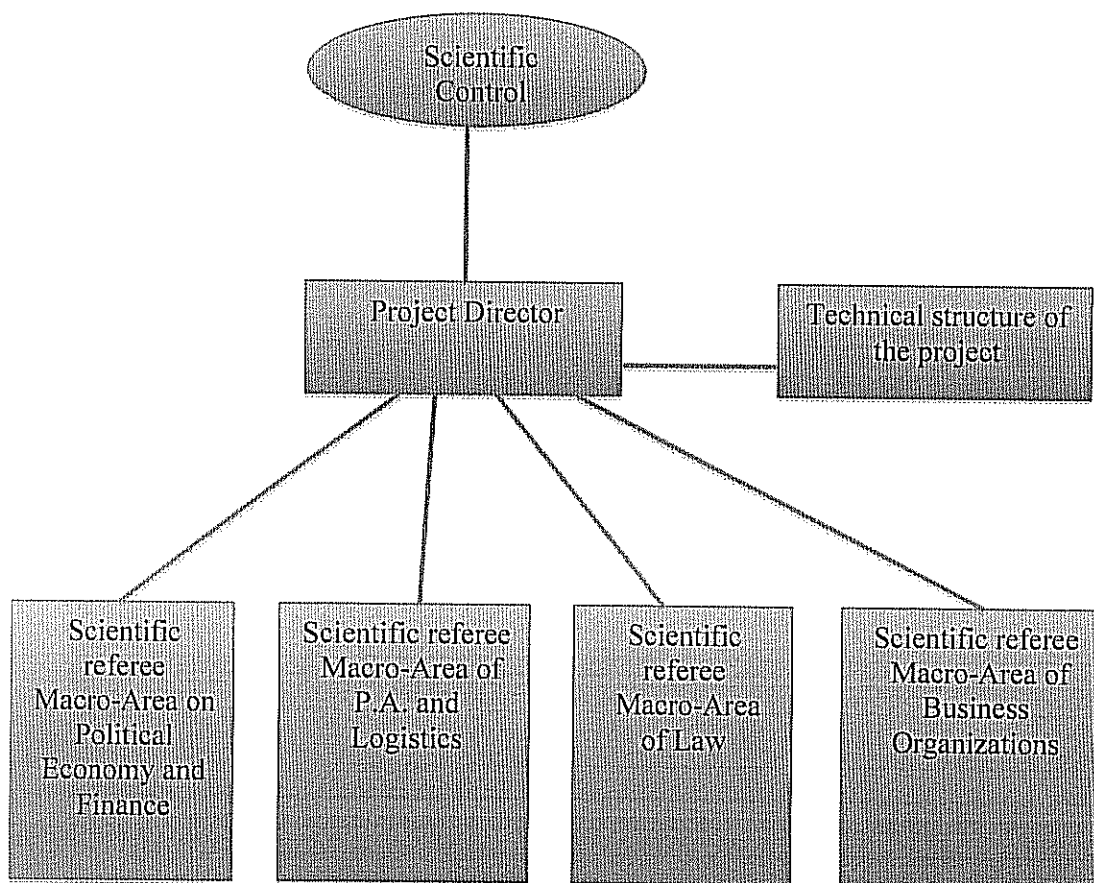 Scientific
Control
Project Director
Technical structure of
the project
Scientific
referee
Macro-Area on
Political
Economy and
Finance
Scientific referee
Macro-Area of
P.A. and
Logistics
Scientific
referee
Macro-Area
of Law
Scientific referee
Macro-Area of
Business
Organizations